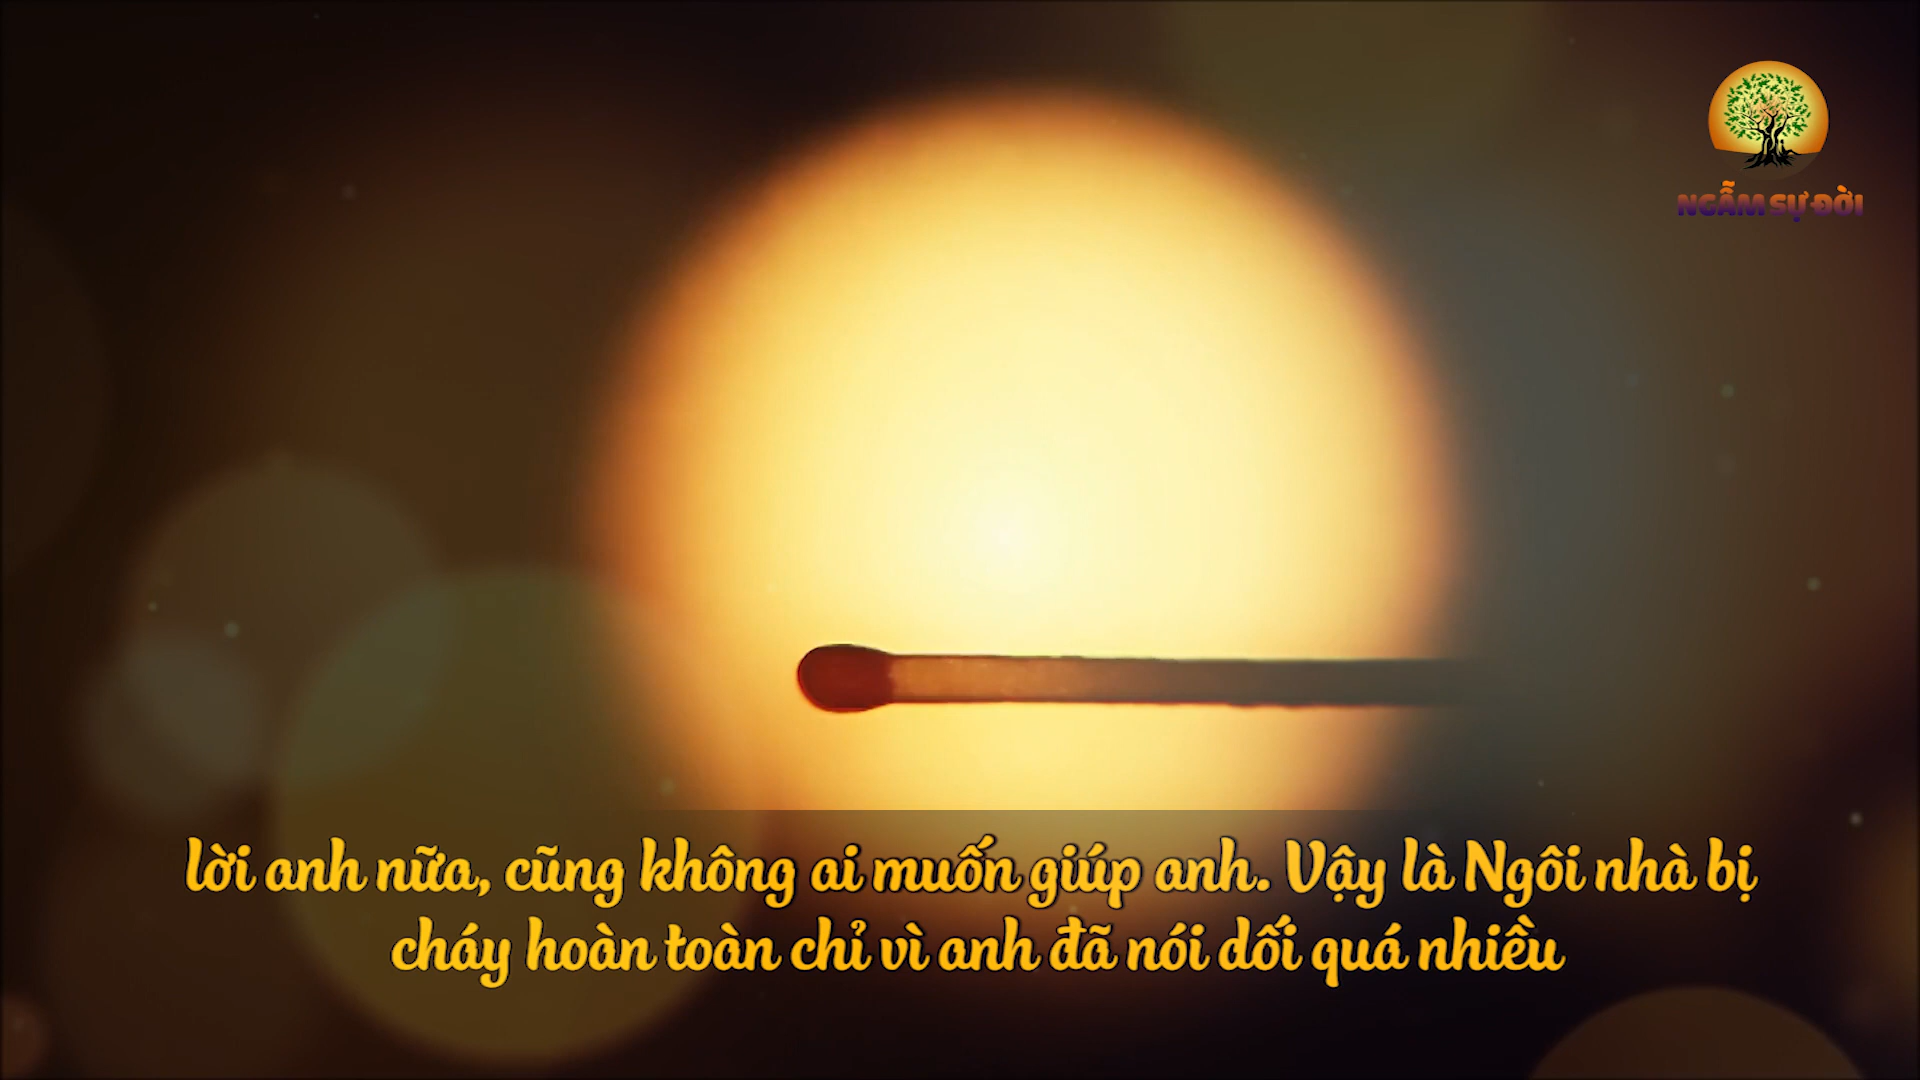 NGẪM SỰ ĐỜI
lời anh nữa, cũng không ai muốn giúp anh. Vậy là Ngôi nhà bị
cháy hoàn toàn chỉ vì anh đã nói dối quá nhiều